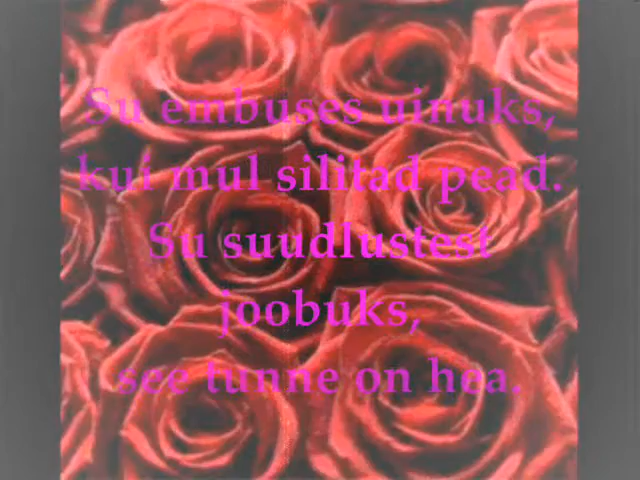 Su embuses uinuks,
kui mul silitad pead.
Su suudlustest
joobuks,
see tunne on hea.